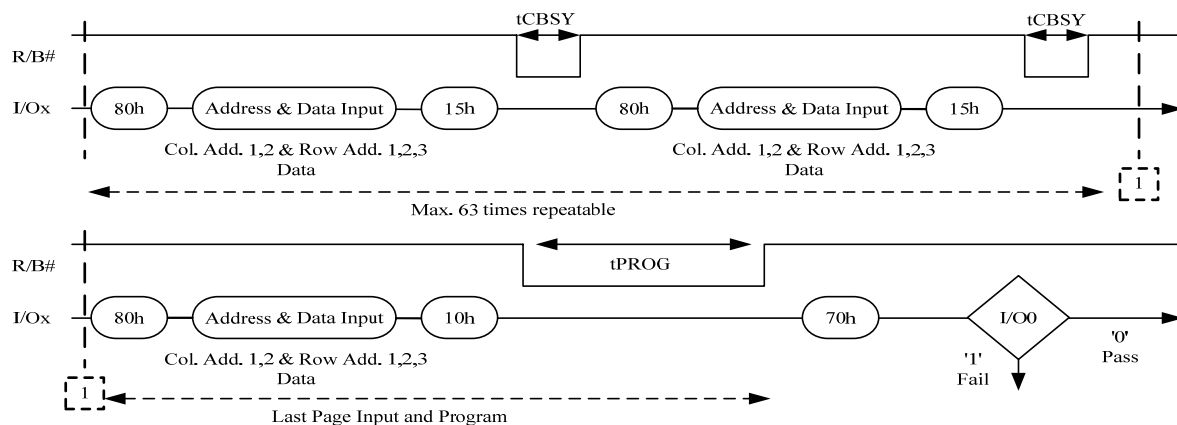 tCBSY tCBSY
R/B#
I/Ox 80h Address & Data Input 15h 80h Address & Data Input 15h
Col. Add. 1,2 & Row Add. 1,2,3 Col. Add. 1,2 & Row Add. 1,2,3
Data Data
1
Max. 63 times repeatable
R/B#
tPROG
I/Ox 80h Address & Data Input 10h 70h I/O0
'0'
Pass
Col. Add. 1,2 & Row Add. 1,2,3 '1'
Data Fail
1
Last Page Input and Program